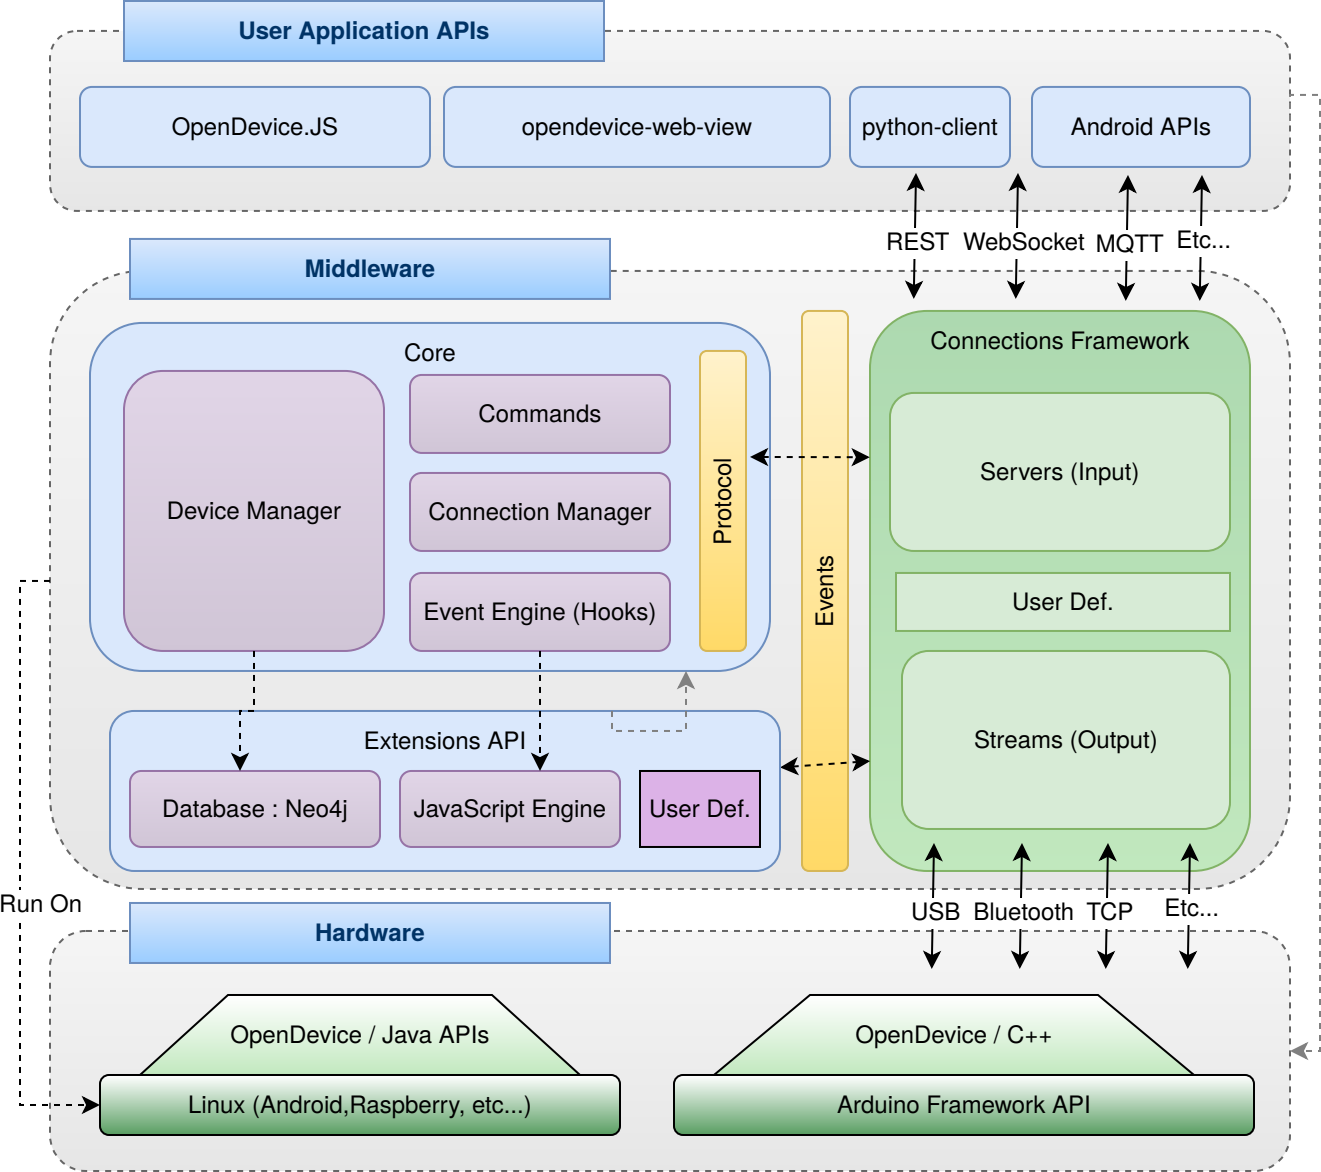 User Application APIs
OpenDevice.JS
opendevice-web-view
python-client
Android APIs
REST
WebSocket
MQTT
Etc...
Middleware
Core
Device Manager
Commands
Connection Manager
Event Engine (Hooks)
Protocol
Events
Connections Framework
Servers (Input)
User Def.
Streams (Output)
Extensions API
Database : Neo4j
JavaScript Engine
User Def.
Run On
USB
Bluetooth
TCP
Etc...
Hardware
OpenDevice / Java APIs
Linux (Android,Raspberry, etc...)
OpenDevice / C++
Arduino Framework API